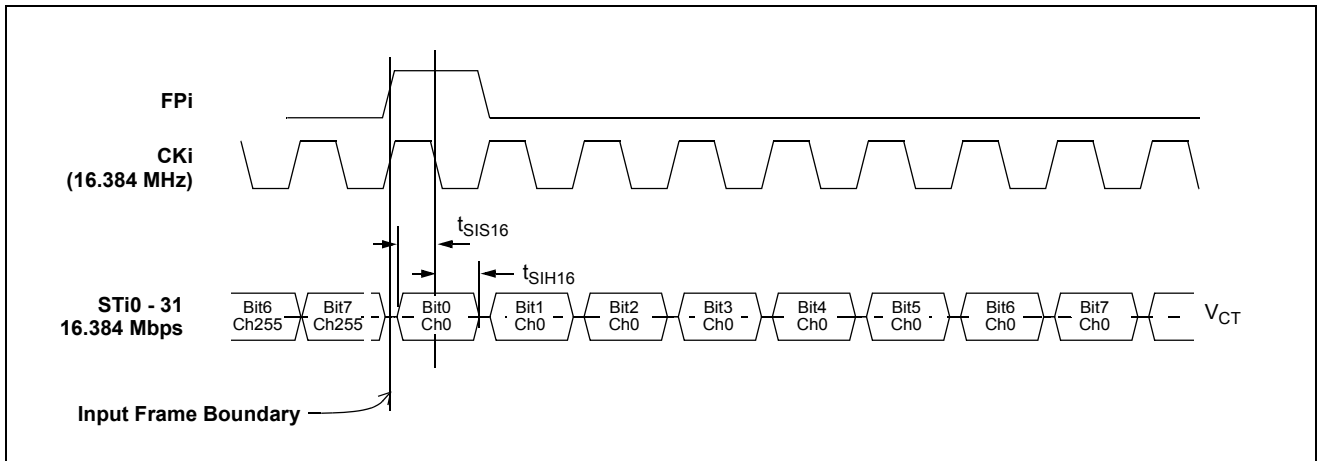 FPi
CKi
(16.384 MHz)
tSIS16
tSIH16
STi0 - 31
16.384 Mbps
Bit6 Bit7 Bit0 Bit1 Bit2 Bit3 Bit4 Bit5 Bit6 Bit7
Ch255 Ch255 Ch0 Ch0 Ch0 Ch0 Ch0 Ch0 Ch0 Ch0
VCT
Input Frame Boundary